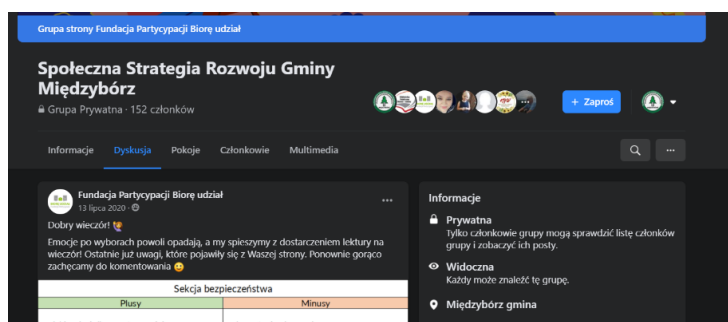 Grupa strony Fundacja Partycypacji Biorę udział
Społeczna Strategia Rozwoju Gminy
Międzybórz
Grupa Prywatna · 152 członków
+ Zaproś
Informacje
Dyskusja
Pokoje
Członkowie
Multimedia
Fundacja Partycypacji Biorę udział
13 lipca 2020 ·
Dobry wieczór!
Emocje po wyborach powoli opadają, a my spieszymy z dostarczeniem lektury na
wieczór! Ostatnie już uwagi, które pojawiły się z Waszej strony. Ponownie gorąco
zachęcamy do komentowania
Sekcja bezpieczeństwa
Plusy
Minusy
Informacje
Prywatna
Tylko członkowie grupy mogą sprawdzić listę członków
grupy i zobaczyć ich posty.
Widoczna
Każdy może znaleźć tę grupę.
Międzybórz gmina